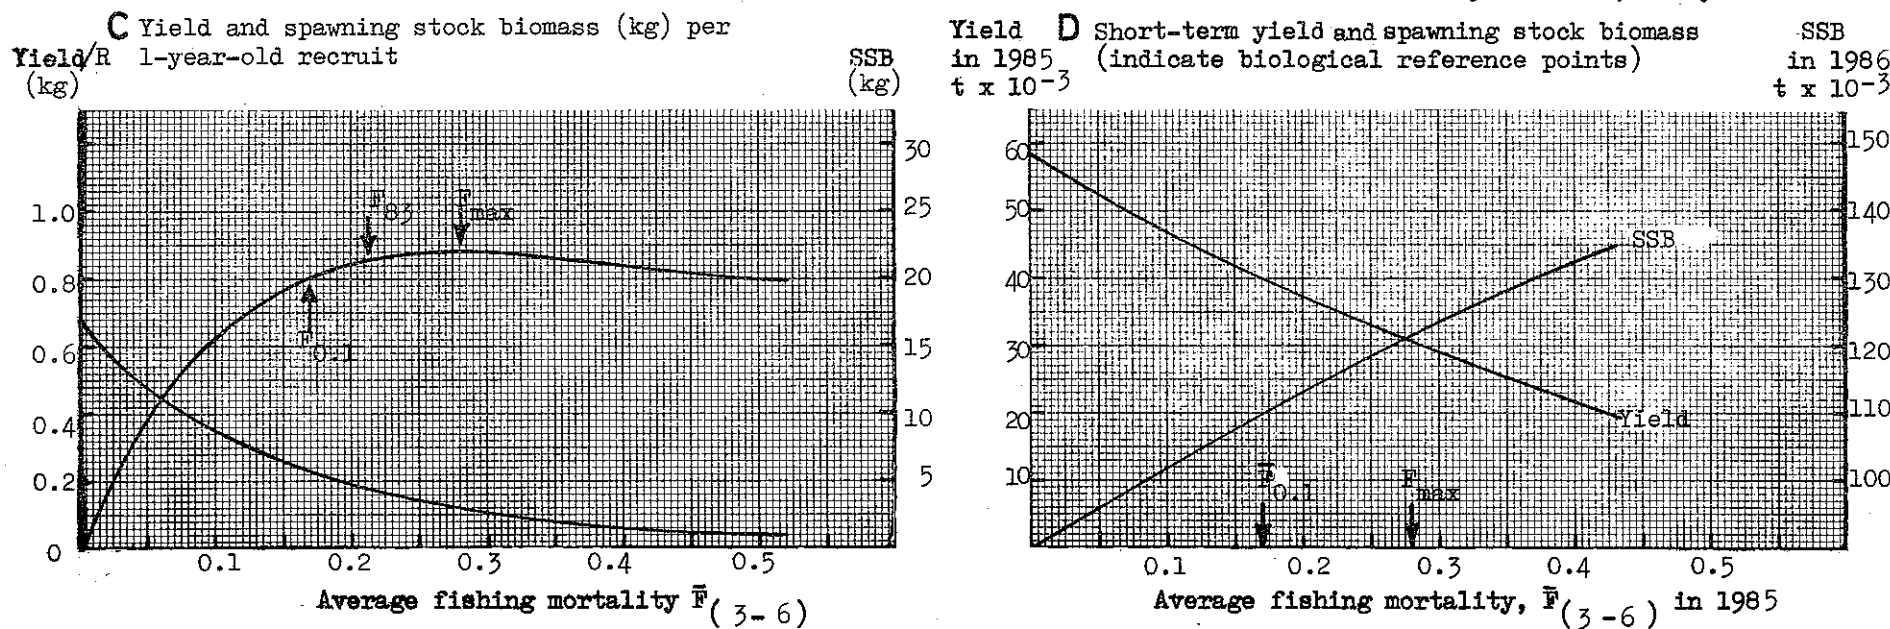 C Yield and spawning stock biomass (kg) per
Yield/R 1-year-old recruit SSB
(kg) (kg)
1.0
0.8
0.6
0.4
0.2
0
30
25
20
15
10
5
F83
Fmax
F0.1
0.1 0.2 0.3 0.4 0.5
Average fishing mortality F̄(3-6)
Yield D Short-term yield and spawning stock biomass SSB
in 1985 (indicate biological reference points) in 1986
t x 10⁻³ t x 10⁻³
60
50
40
30
20
10
150
140
130
120
110
100
SSB
Yield
F0.1
Fmax
0.1 0.2 0.3 0.4 0.5
Average fishing mortality, F̄(3-6) in 1985